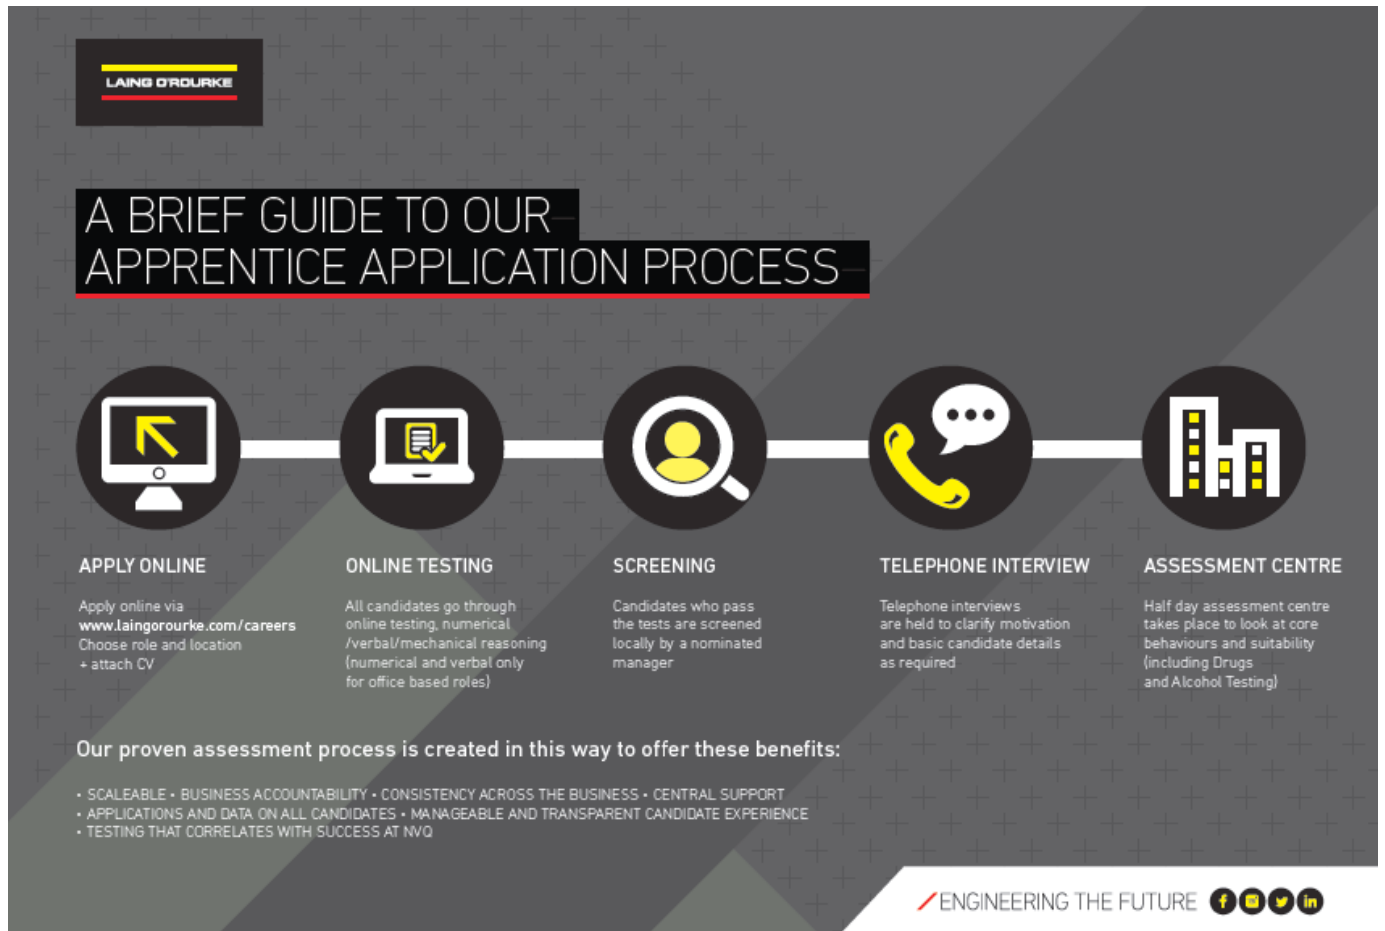 LAING O'ROURKE
A BRIEF GUIDE TO OUR
APPRENTICE APPLICATION PROCESS
APPLY ONLINE
Apply online via
www.laingorourke.com/careers
Choose role and location
+ attach CV
ONLINE TESTING
All candidates go through
online testing, numerical
/verbal/mechanical reasoning
(numerical and verbal only
for office based roles)
SCREENING
Candidates who pass
the tests are screened
locally by a nominated
manager
TELEPHONE INTERVIEW
Telephone interviews
are held to clarify motivation
and basic candidate details
as required
ASSESSMENT CENTRE
Half day assessment centre
takes place to look at core
behaviours and suitability
(including Drugs
and Alcohol Testing)
Our proven assessment process is created in this way to offer these benefits:
• SCALEABLE • BUSINESS ACCOUNTABILITY • CONSISTENCY ACROSS THE BUSINESS • CENTRAL SUPPORT
• APPLICATIONS AND DATA ON ALL CANDIDATES • MANAGEABLE AND TRANSPARENT CANDIDATE EXPERIENCE
• TESTING THAT CORRELATES WITH SUCCESS AT NVQ
/ENGINEERING THE FUTURE